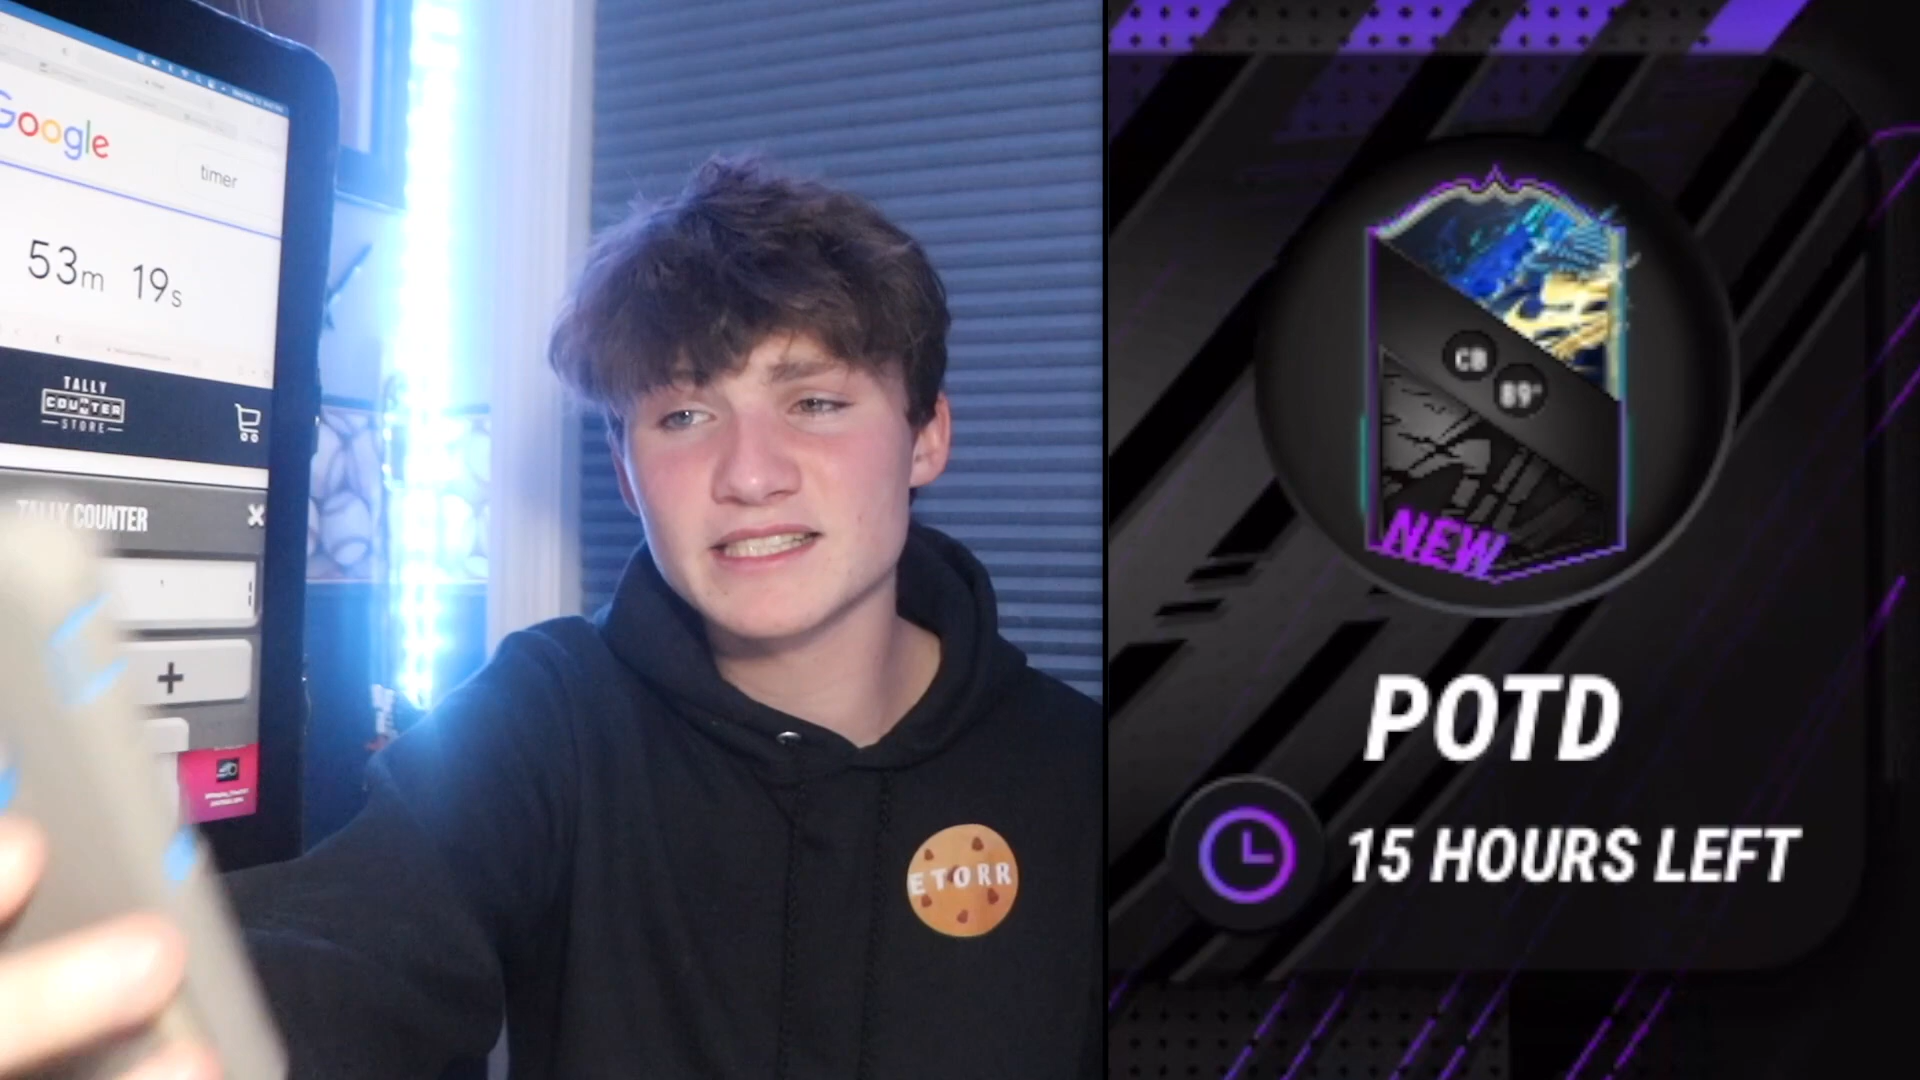 Google
timer
53m 19s
TALLY
COUNTER
STORE
TALLY COUNTER
+
ETORR
CB
89+
NEW
POTD
15 HOURS LEFT